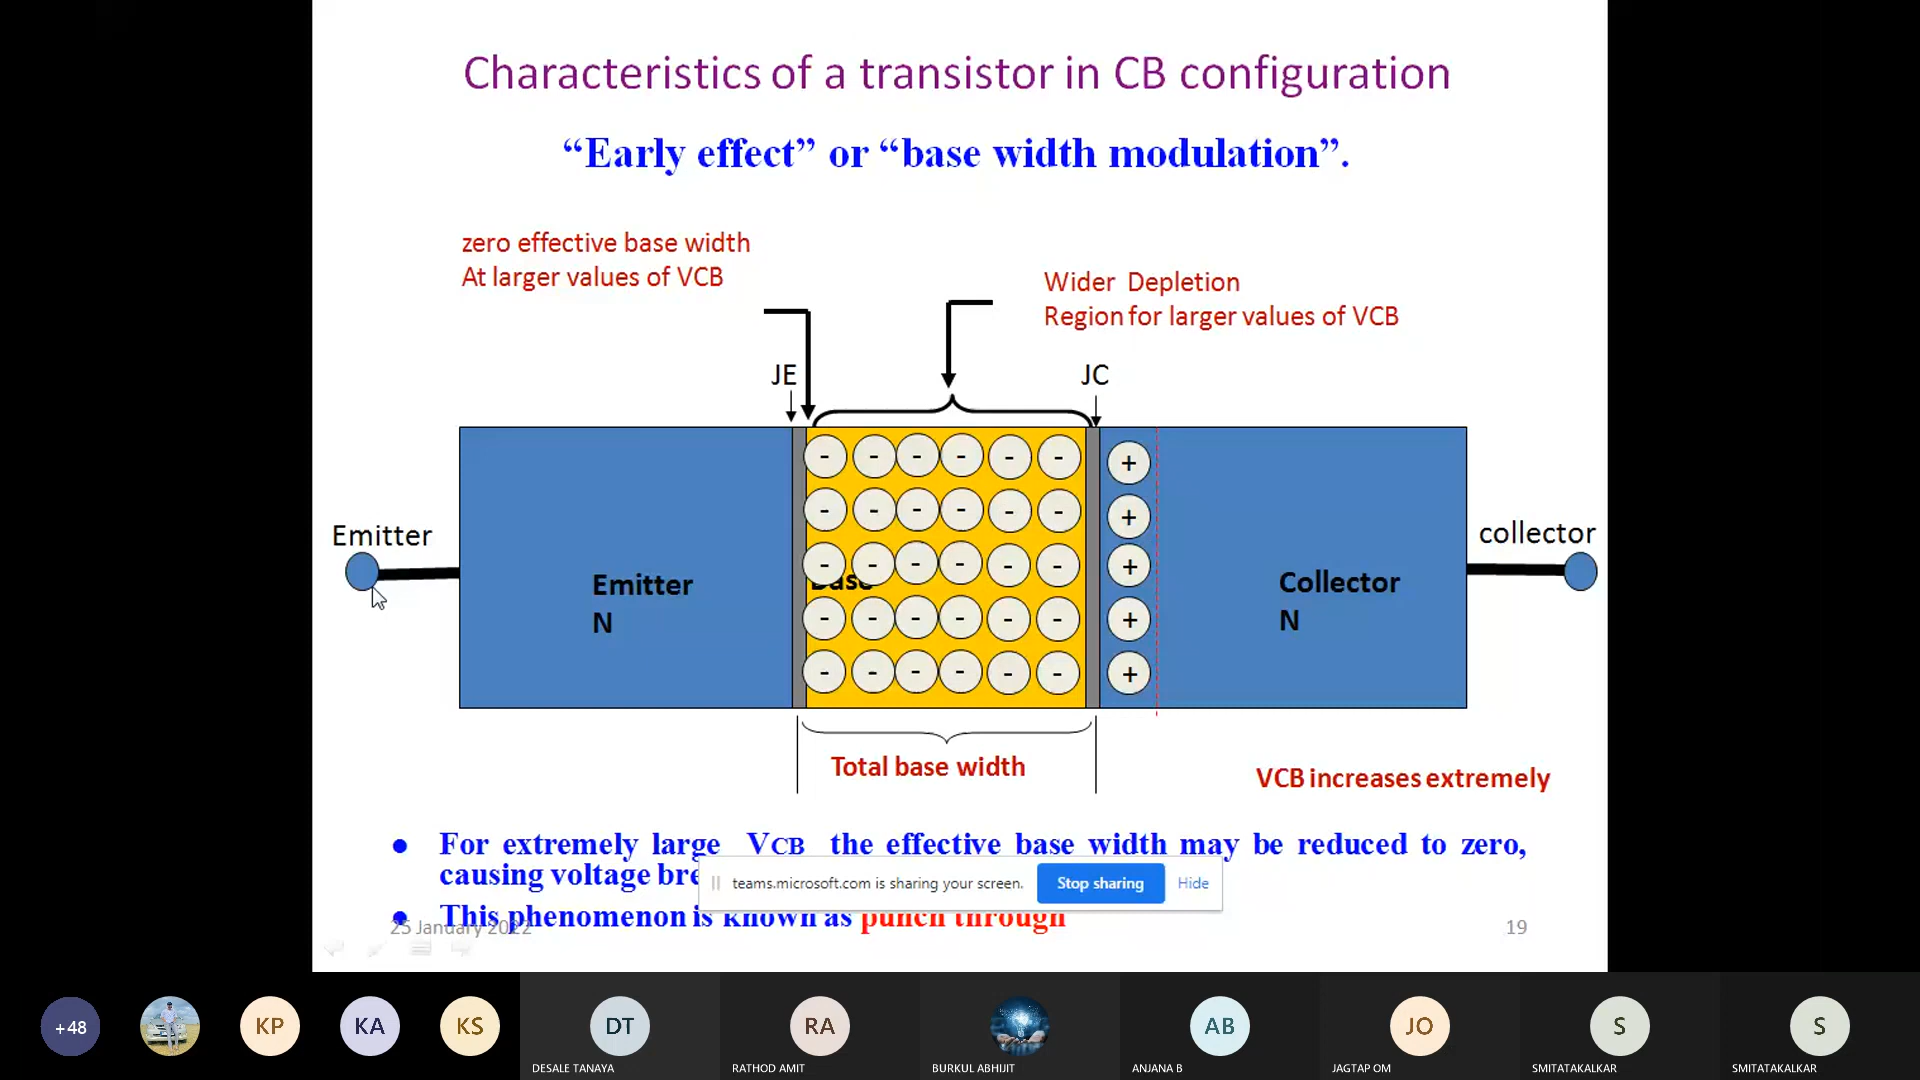 Characteristics of a transistor in CB configuration
“Early effect” or “base width modulation”.
zero effective base width
At larger values of VCB
Wider Depletion
Region for larger values of VCB
JE
JC
- - - - - - +
- - - - - - +
- - - - - - +
- - - - - - +
- - - - - - +
Emitter
collector
Emitter
N
Base
Collector
N
Total base width
VCB increases extremely
● For extremely large VCB the effective base width may be reduced to zero,
causing voltage
teams.microsoft.com is sharing your screen.
Stop sharing
Hide
● This phenomenon is known as punch through
25 January 2022
19
+48
KP
KA
KS
DT
RA
AB
JO
S
S
DESALE TANAYA
RATHOD AMIT
BURKUL ABHIJIT
ANJANA B
JAGTAP OM
SMITATAKALKAR
SMITATAKALKAR